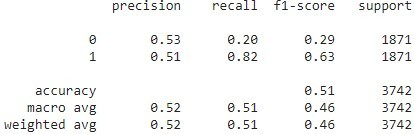 precision recall f1-score support
0 0.53 0.20 0.29 1871
1 0.51 0.82 0.63 1871
accuracy 0.51 3742
macro avg 0.52 0.51 0.46 3742
weighted avg 0.52 0.51 0.46 3742